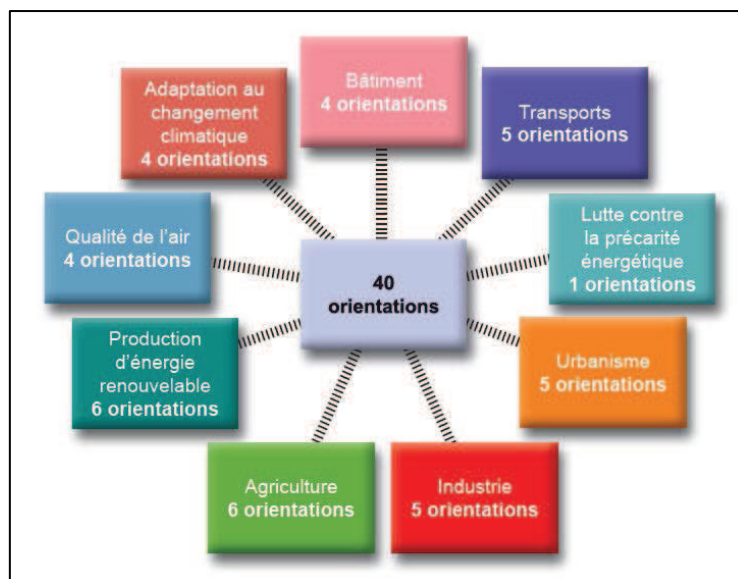 Bâtiment
4 orientations
Transports
5 orientations
Lutte contre
la précarité
énergétique
1 orientations
Urbanisme
5 orientations
Industrie
5 orientations
Agriculture
6 orientations
Production
d'énergie
renouvelable
6 orientations
Qualité de l'air
4 orientations
Adaptation au
changement
climatique
4 orientations
40
orientations